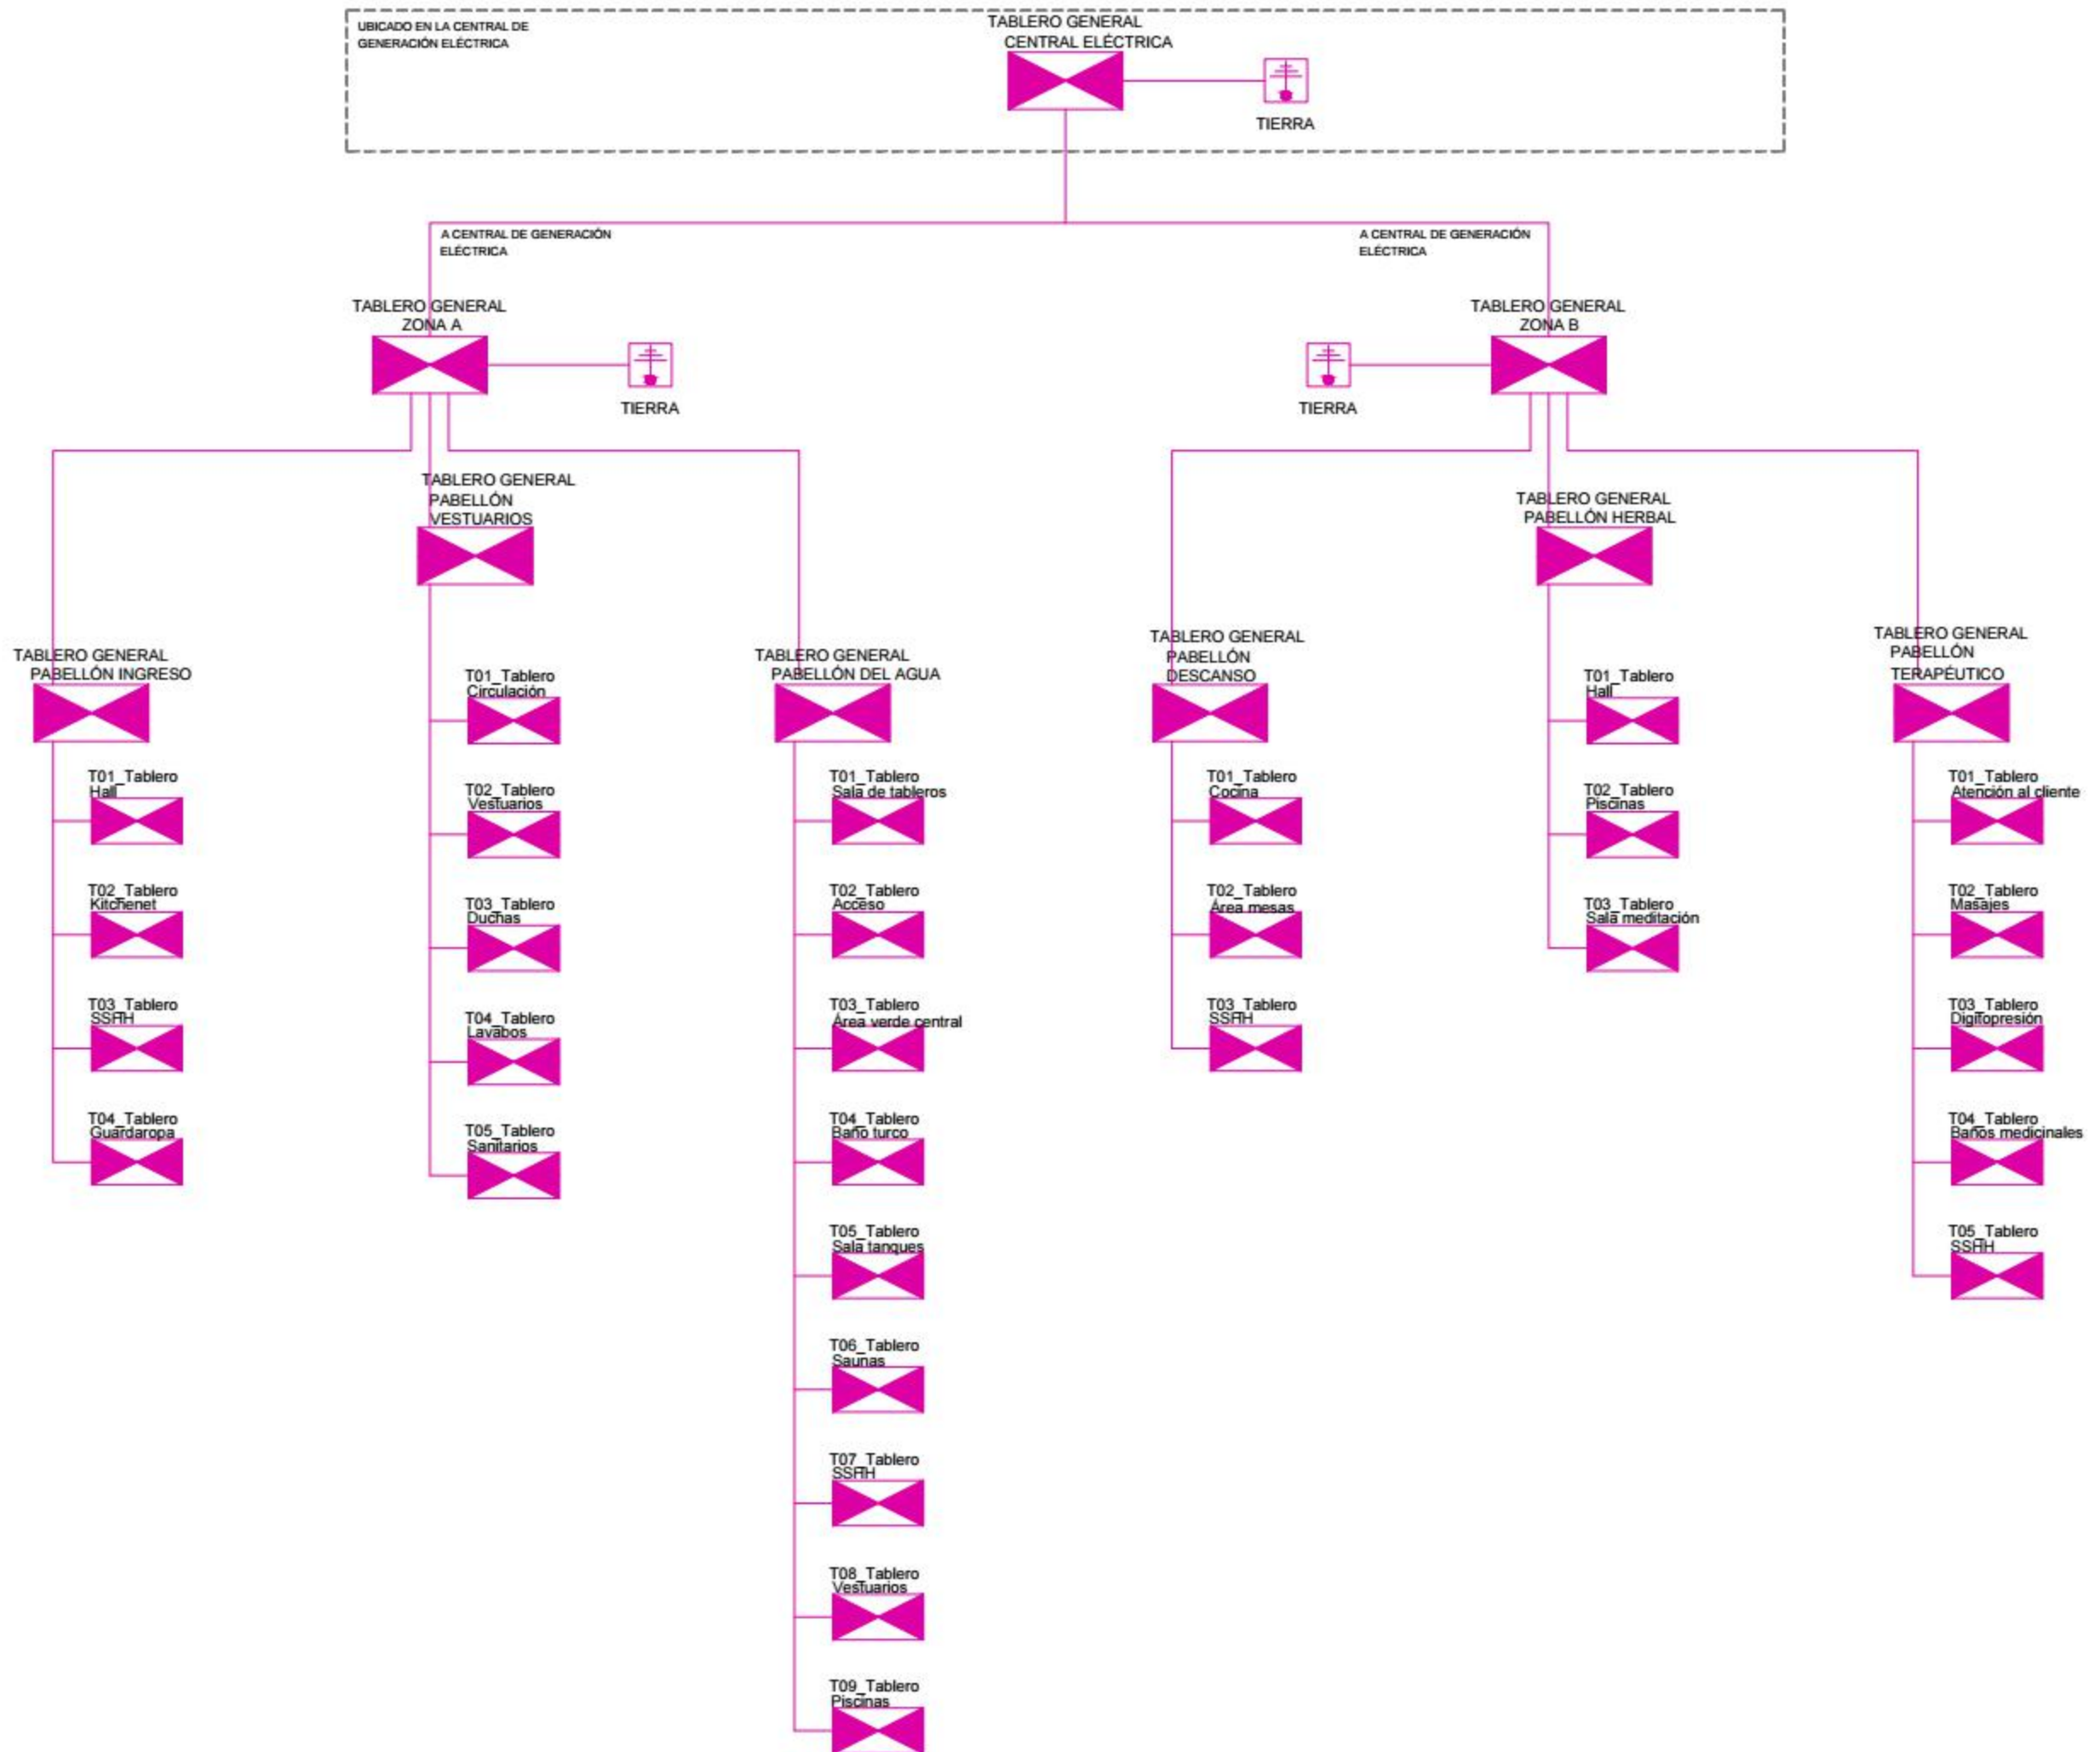 UBICADO EN LA CENTRAL DE
GENERACIÓN ELÉCTRICA
TABLERO GENERAL
CENTRAL ELÉCTRICA
TIERRA
A CENTRAL DE GENERACIÓN
ELÉCTRICA
A CENTRAL DE GENERACIÓN
ELÉCTRICA
TABLERO GENERAL
ZONA A
TIERRA
TABLERO GENERAL
ZONA B
TIERRA
TABLERO GENERAL
PABELLÓN INGRESO
T01_Tablero
Hall
T02_Tablero
Kitchenet
T03_Tablero
SSHH
T04_Tablero
Guardaropa
TABLERO GENERAL
PABELLÓN
VESTUARIOS
T01_Tablero
Circulación
T02_Tablero
Vestuarios
T03_Tablero
Duchas
T04_Tablero
Lavabos
T05_Tablero
Sanitarios
TABLERO GENERAL
PABELLÓN DEL AGUA
T01_Tablero
Sala de tableros
T02_Tablero
Acceso
T03_Tablero
Área verde central
T04_Tablero
Baño turco
T05_Tablero
Sala tanques
T06_Tablero
Saunas
T07_Tablero
SSHH
T08_Tablero
Vestuarios
T09_Tablero
Piscinas
TABLERO GENERAL
PABELLÓN
DESCANSO
T01_Tablero
Cocina
T02_Tablero
Área mesas
T03_Tablero
SSHH
TABLERO GENERAL
PABELLÓN HERBAL
T01_Tablero
Hall
T02_Tablero
Piscinas
T03_Tablero
Sala meditación
TABLERO GENERAL
PABELLÓN
TERAPÉUTICO
T01_Tablero
Atención al cliente
T02_Tablero
Masajes
T03_Tablero
Digitopresión
T04_Tablero
Baños medicinales
T05_Tablero
SSHH